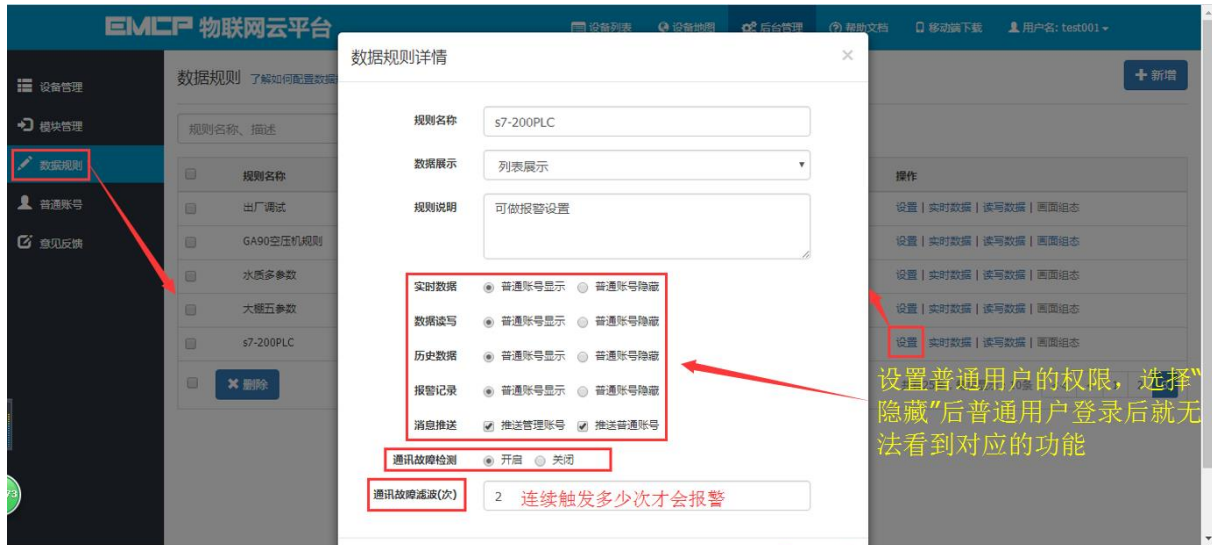 EMCP 物联网云平台
设备列表 设备地图 后台管理 帮助文档 移动端下载 用户名: test001
设备管理
模块管理
数据规则
普通账号
意见反馈
数据规则 了解如何配置数据
新增
规则名称、描述
规则名称
操作
出厂调试
设置 | 实时数据 | 读写数据 | 画面组态
GA90空压机规则
设置 | 实时数据 | 读写数据 | 画面组态
水质多参数
设置 | 实时数据 | 读写数据 | 画面组态
大棚五参数
设置 | 实时数据 | 读写数据 | 画面组态
s7-200PLC
设置 实时数据 | 读写数据 | 画面组态
删除
数据规则详情
×
规则名称 s7-200PLC
数据展示 列表展示
规则说明 可做报警设置
实时数据 普通账号显示 普通账号隐藏
数据读写 普通账号显示 普通账号隐藏
历史数据 普通账号显示 普通账号隐藏
报警记录 普通账号显示 普通账号隐藏
消息推送 推送管理账号 推送普通账号
通讯故障检测 开启 关闭
通讯故障滤波(次) 2 连续触发多少次才会报警
设置普通用户的权限，选择“
隐藏”后普通用户登录后就无
法看到对应的功能